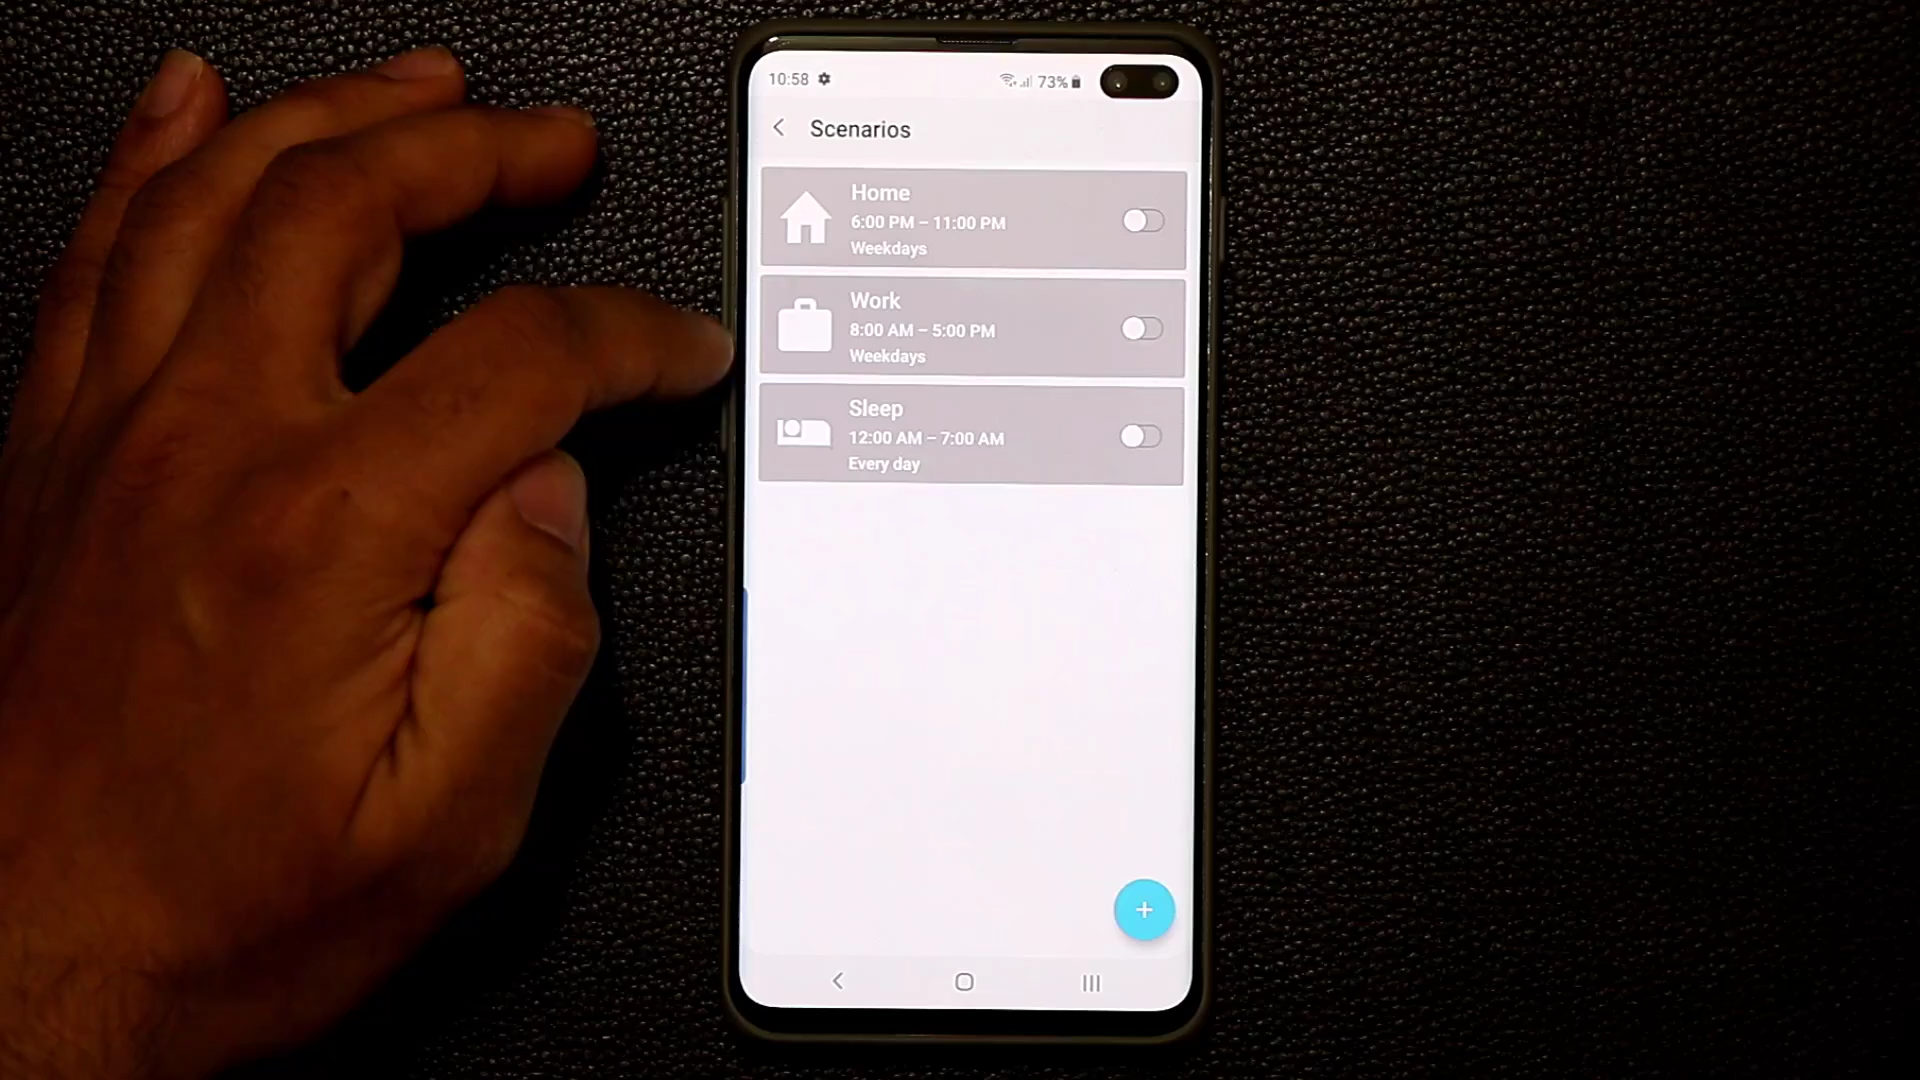 10:58
73%
Scenarios
Home
6:00 PM – 11:00 PM
Weekdays
Work
8:00 AM – 5:00 PM
Weekdays
Sleep
12:00 AM – 7:00 AM
Every day